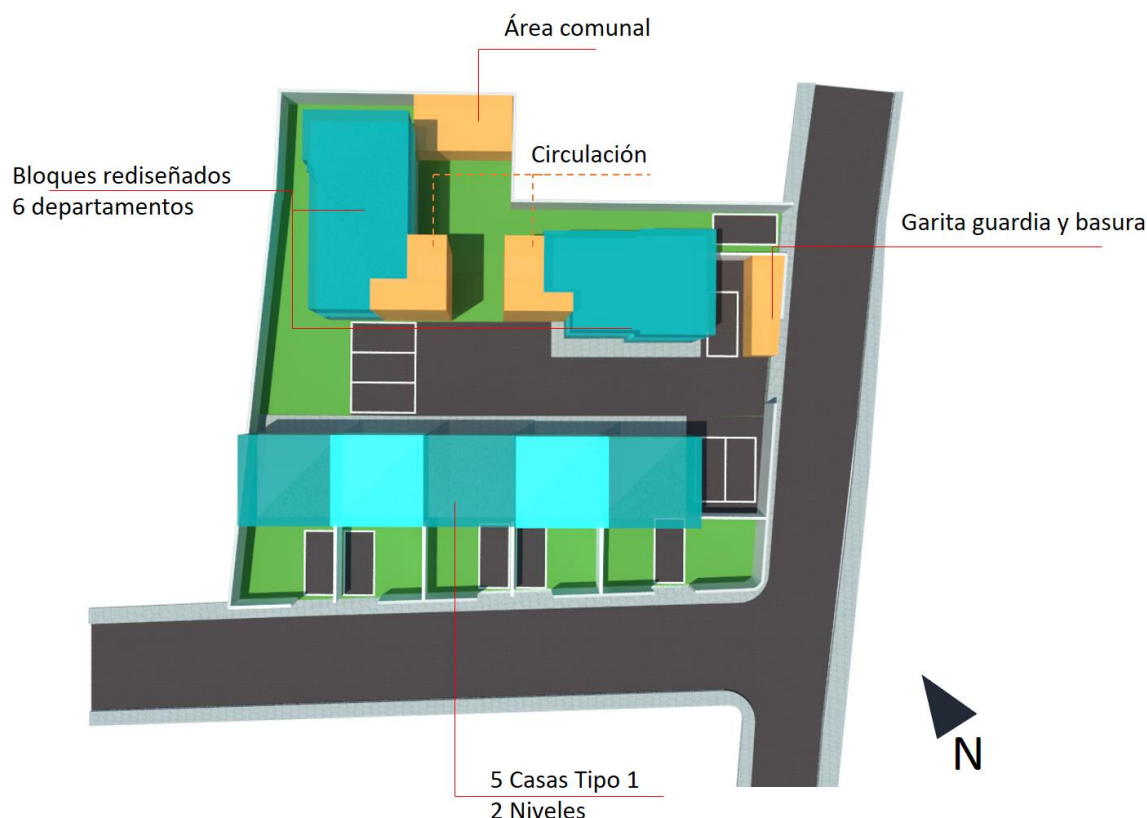 Área comunal
Circulación
Bloques rediseñados
6 departamentos
Garita guardia y basura
N
5 Casas Tipo 1
2 Niveles